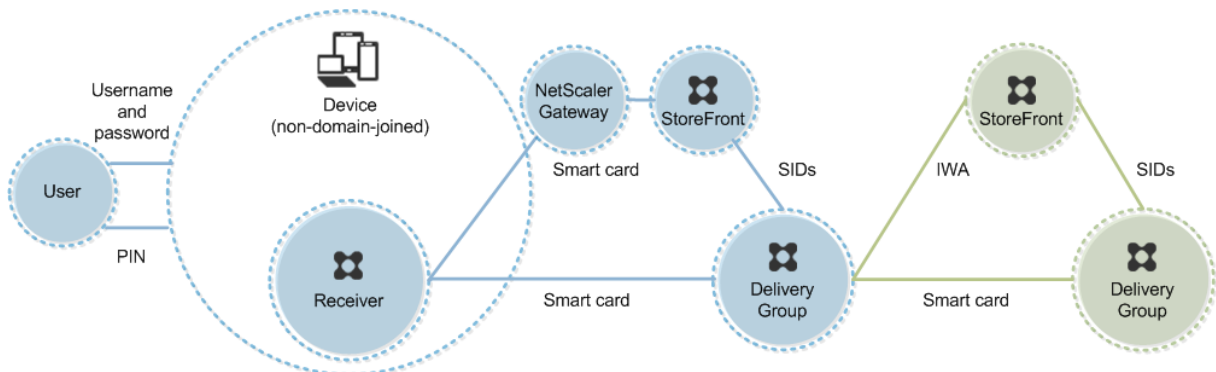 Username
and
password
User
PIN
Device
(non-domain-joined)
Receiver
NetScaler
Gateway
StoreFront
Smart card
SIDs
Smart card
Delivery
Group
IWA
StoreFront
SIDs
Smart card
Delivery
Group